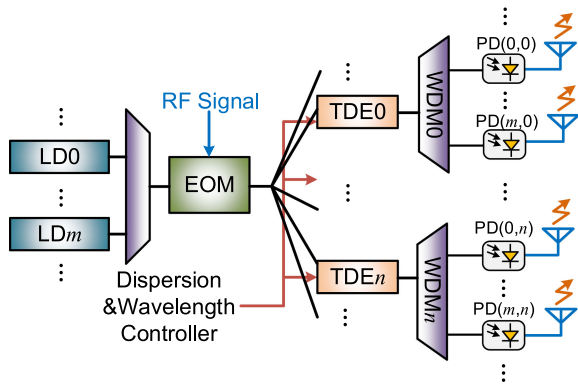 PD(0,0)
RF Signal
TDE0
WDM0
PD(m,0)
LD0
EOM
LDm
PD(0,n)
Dispersion
&Wavelength
Controller
TDEn
WDMn
PD(m,n)